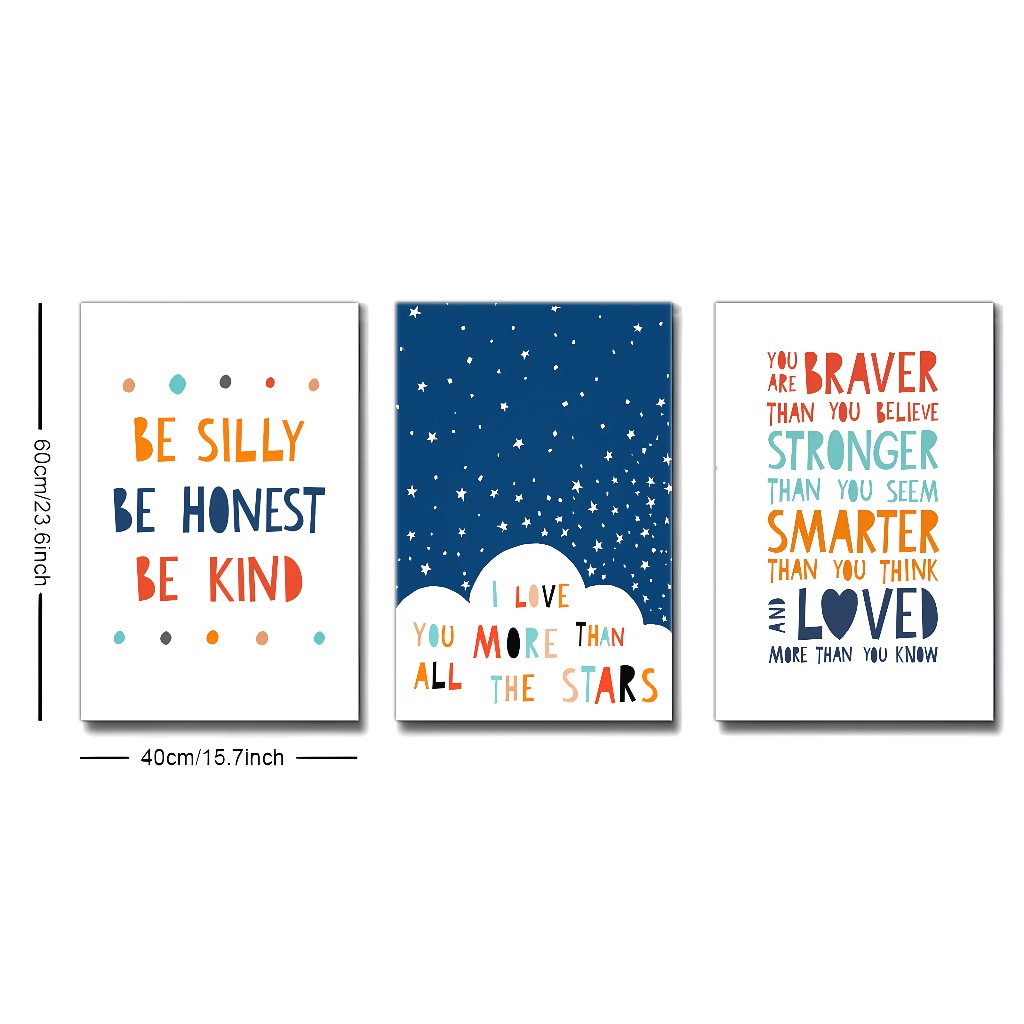 60cm/23.6inch
BE SILLY
BE HONEST
BE KIND
40cm/15.7inch
I LOVE
YOU MORE THAN
ALL THE STARS
YOU
ARE BRAVER
THAN YOU BELIEVE
STRONGER
THAN YOU SEEM
SMARTER
THAN YOU THINK
AND LOVED
MORE THAN YOU KNOW